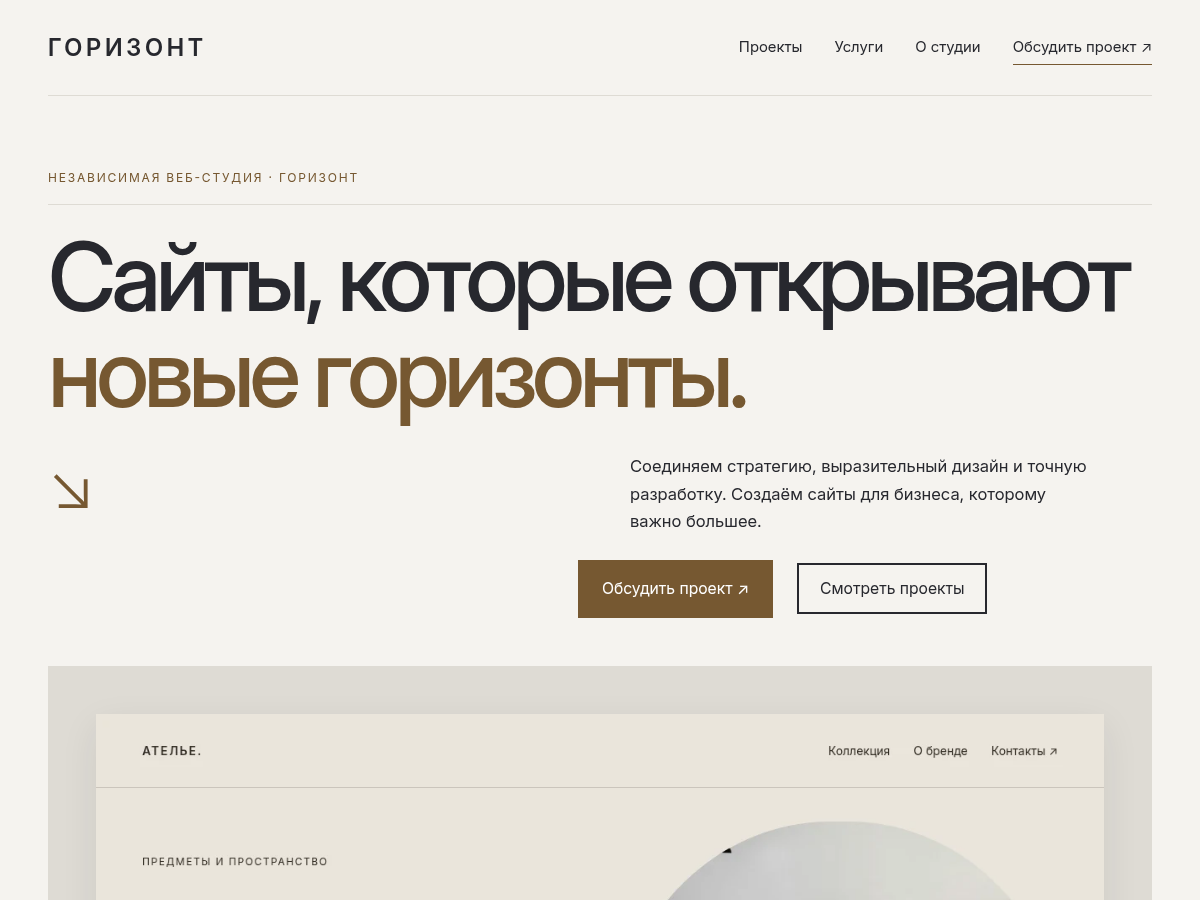 ГОРИЗОНТ
Проекты Услуги О студии Обсудить проект ↗
НЕЗАВИСИМАЯ ВЕБ-СТУДИЯ · ГОРИЗОНТ
Сайты, которые открывают
новые горизонты.
Соединяем стратегию, выразительный дизайн и точную
разработку. Создаём сайты для бизнеса, которому
важно большее.
Обсудить проект ↗ Смотреть проекты
АТЕЛЬЕ.
Коллекция О бренде Контакты ↗
ПРЕДМЕТЫ И ПРОСТРАНСТВО